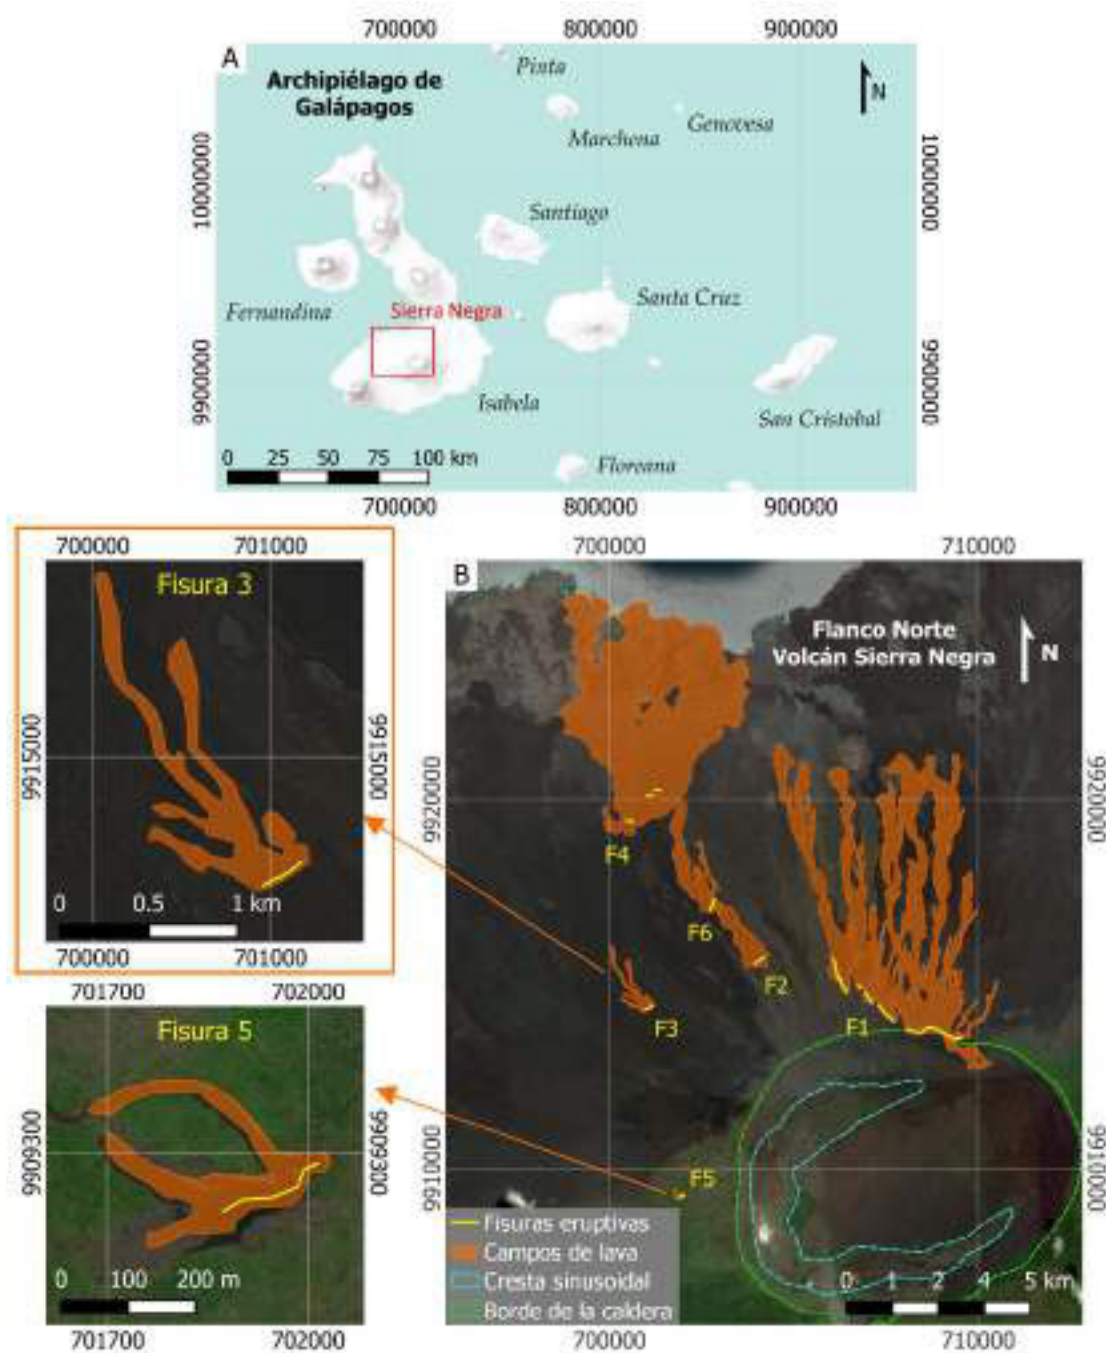 700000 800000 900000
A
Archipiélago de
Galápagos
Pinta
N
Marchena
Genovesa
10000000
10000000
Santiago
Santa Cruz
Fernandina
Sierra Negra
9900000
9900000
Isabela
San Cristobal
0 25 50 75 100 km
Floreana
700000 800000 900000
700000 701000
Fisura 3
9915000
9915000
0 0.5 1 km
700000 701000
701700 702000
Fisura 5
9909300
9909300
0 100 200 m
701700 702000
700000 710000
B
Flanco Norte
Volcán Sierra Negra
N
9920000
9920000
F4
F6
F2
F3
F1
F5
9910000
9910000
Fisuras eruptivas
Campos de lava
Cresta sinusoidal
Borde de la caldera
0 1 2 4 5 km
700000 710000